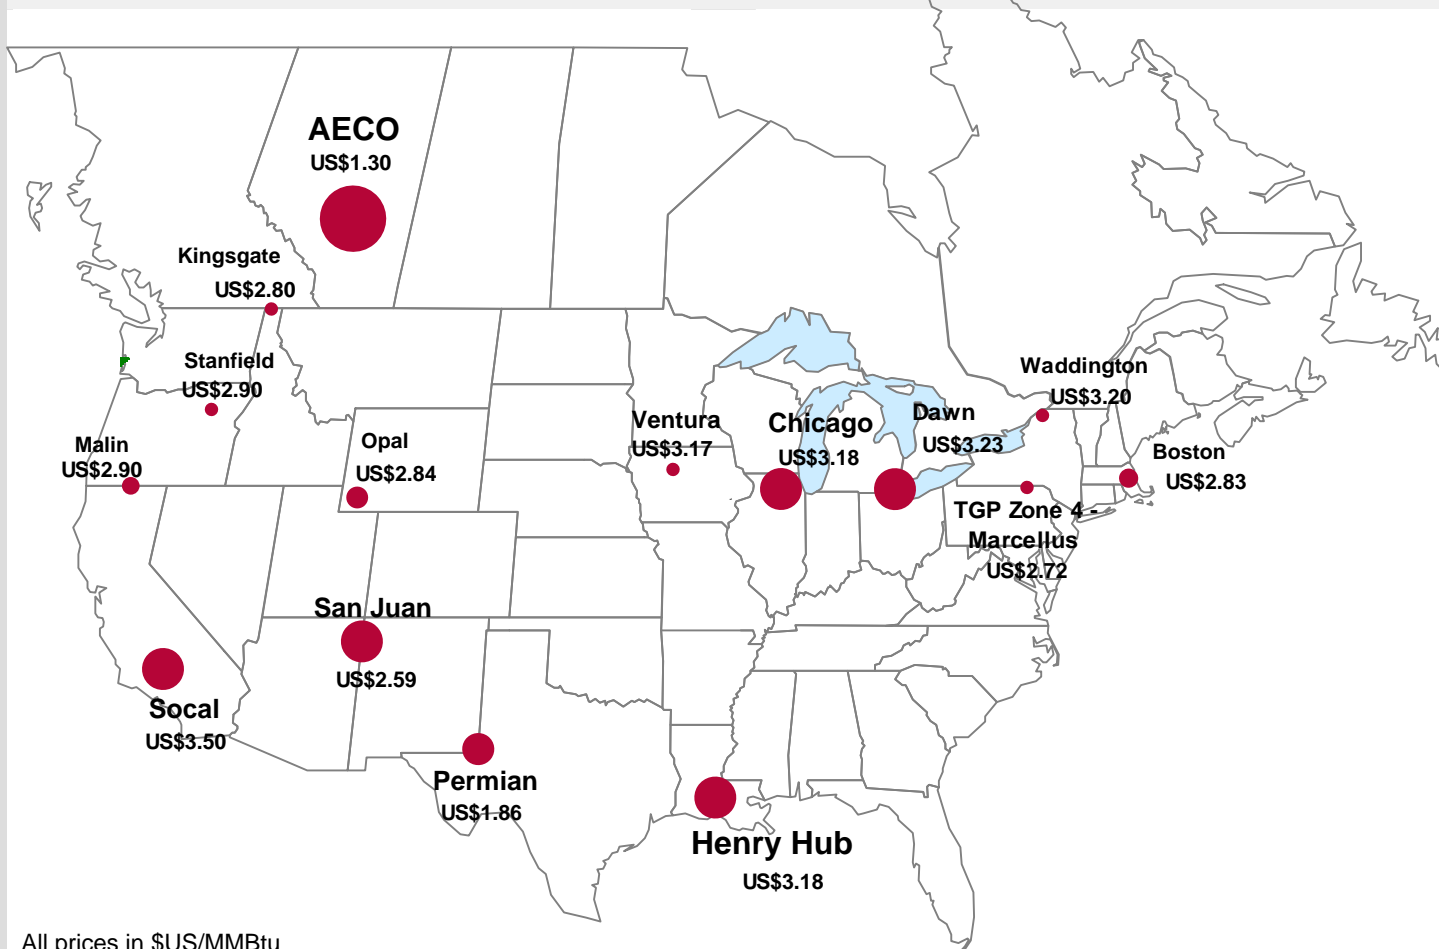 AECO
US$1.30
Kingsgate
US$2.80
Stanfield
US$2.90
Malin
US$2.90
Opal
US$2.84
Ventura
US$3.17
Chicago
US$3.18
Dawn
US$3.23
Waddington
US$3.20
Boston
US$2.83
TGP Zone 4 -
Marcellus
US$2.72
San Juan
US$2.59
Socal
US$3.50
Permian
US$1.86
Henry Hub
US$3.18
All prices in $US/MMBtu